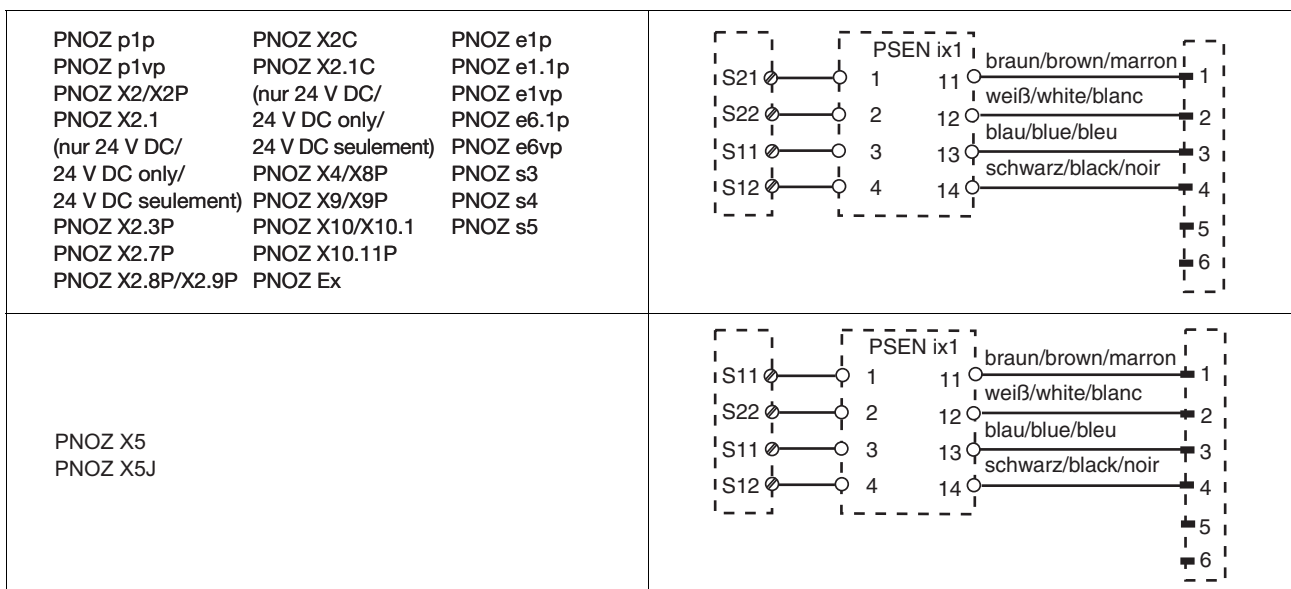 PNOZ p1p
PNOZ p1vp
PNOZ X2/X2P
PNOZ X2.1
(nur 24 V DC/
24 V DC only/
24 V DC seulement)
PNOZ X2.3P
PNOZ X2.7P
PNOZ X2.8P/X2.9P
PNOZ X2C
PNOZ X2.1C
(nur 24 V DC/
24 V DC only/
24 V DC seulement)
PNOZ X4/X8P
PNOZ X9/X9P
PNOZ X10/X10.1
PNOZ X10.11P
PNOZ Ex
PNOZ e1p
PNOZ e1.1p
PNOZ e1vp
PNOZ e6.1p
PNOZ e6vp
PNOZ s3
PNOZ s4
PNOZ s5
PSEN ix1
S21 1 11 braun/brown/marron 1
S22 2 12 weiß/white/blanc 2
S11 3 13 blau/blue/bleu 3
S12 4 14 schwarz/black/noir 4
5
6
PNOZ X5
PNOZ X5J
PSEN ix1
S11 1 11 braun/brown/marron 1
S22 2 12 weiß/white/blanc 2
S11 3 13 blau/blue/bleu 3
S12 4 14 schwarz/black/noir 4
5
6